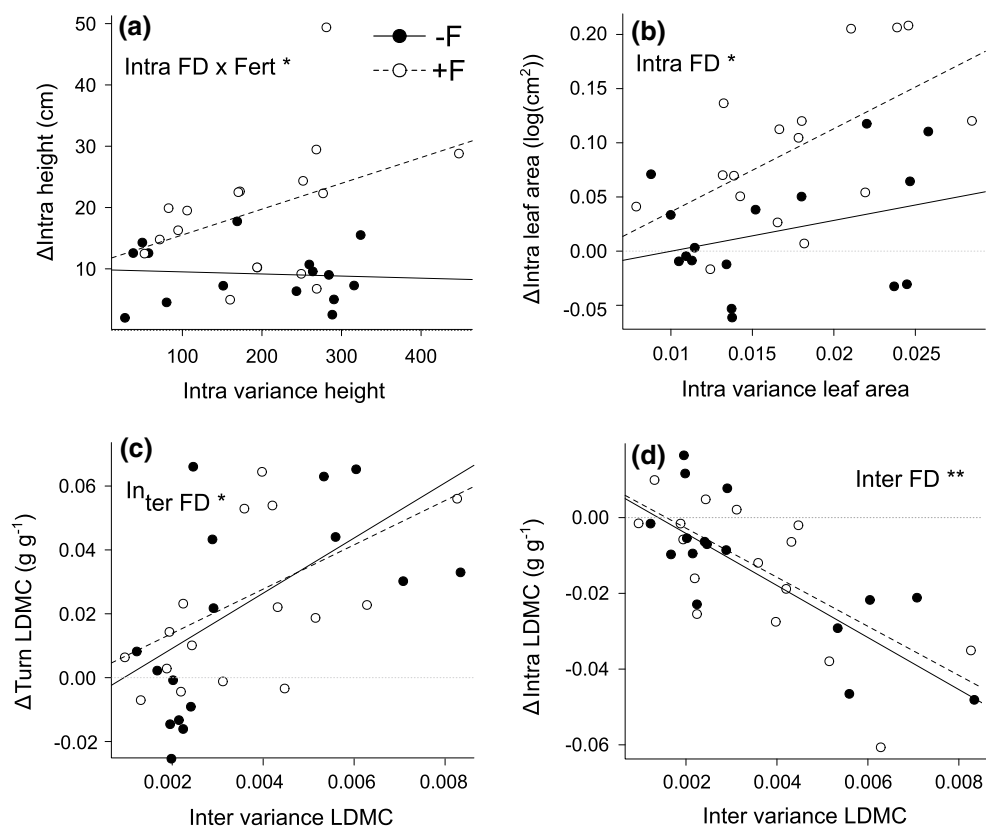 (a)
Intra FD x Fert *
-F
+F
50
40
30
20
10
ΔIntra height (cm)
100 200 300 400
Intra variance height
(b)
Intra FD *
0.20
0.15
0.10
0.05
0.00
-0.05
ΔIntra leaf area (log(cm²))
0.01 0.015 0.02 0.025
Intra variance leaf area
(c)
Inter FD *
0.06
0.04
0.02
0.00
-0.02
ΔTurn LDMC (g g⁻¹)
0.002 0.004 0.006 0.008
Inter variance LDMC
(d)
Inter FD **
0.00
-0.02
-0.04
-0.06
ΔIntra LDMC (g g⁻¹)
0.002 0.004 0.006 0.008
Inter variance LDMC